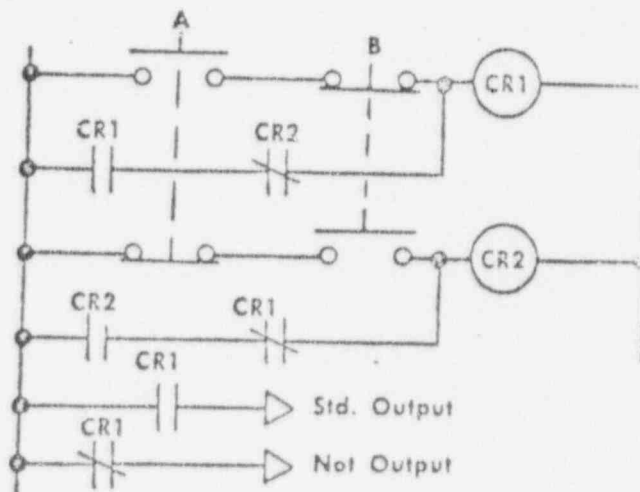 A
B
CR1
CR1
CR2
CR2
CR2
CR1
CR1
Std. Output
CR1
Not Output